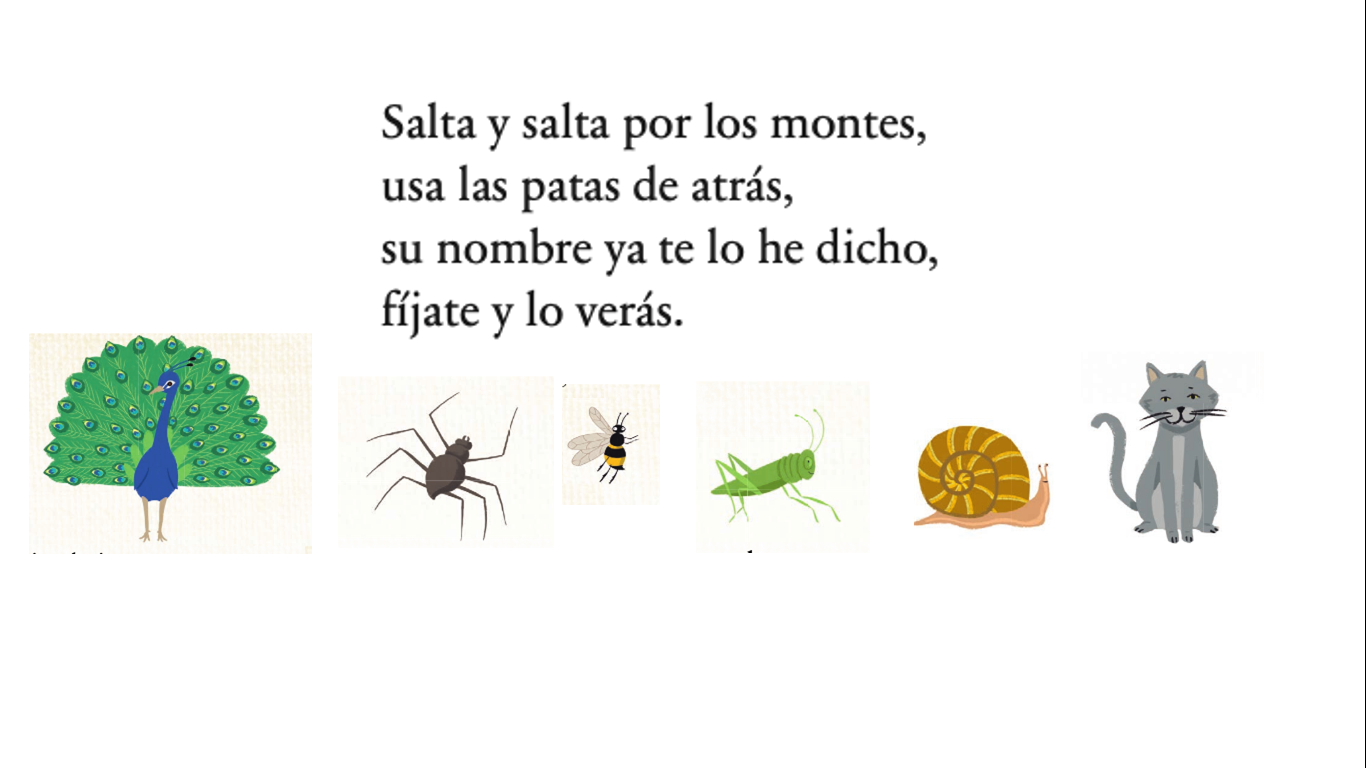 Salta y salta por los montes,
usa las patas de atrás,
su nombre ya te lo he dicho,
fíjate y lo verás.